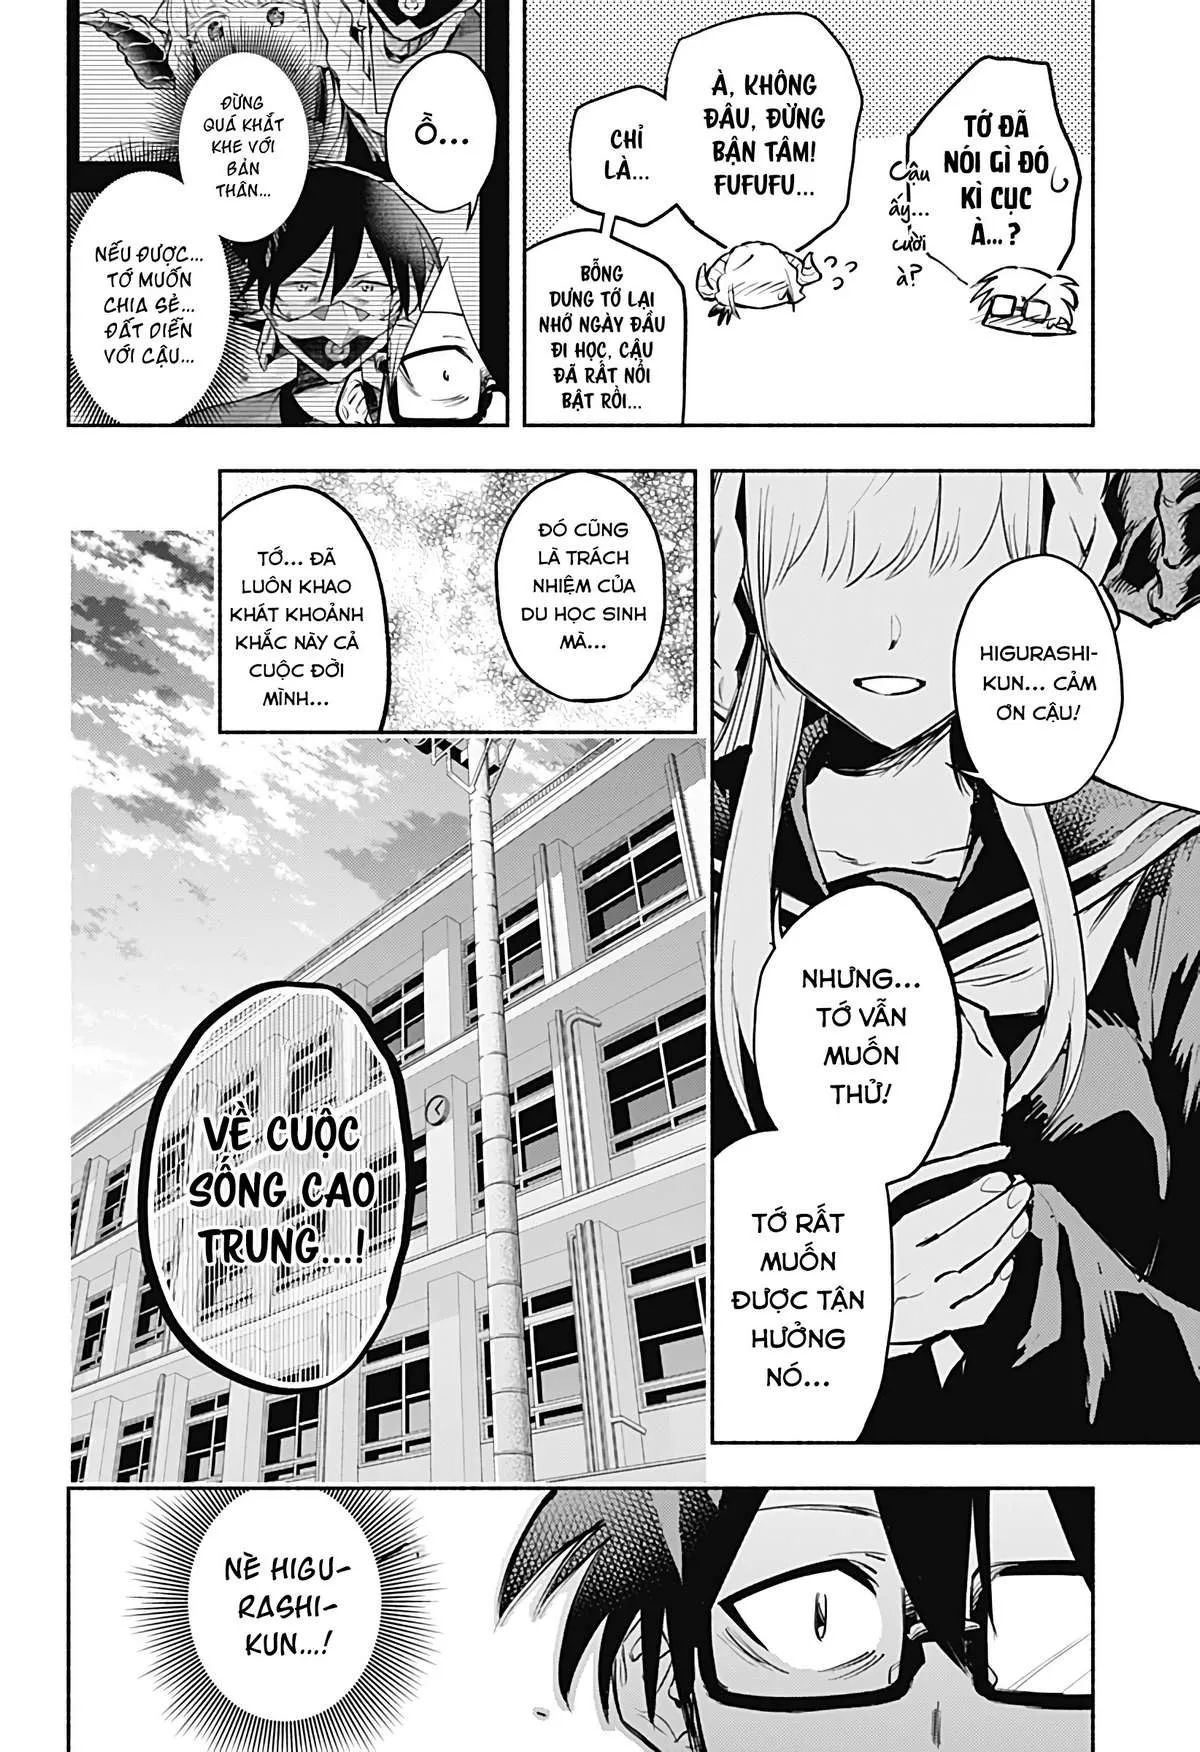 TỚ ĐÃ
NÓI GÌ ĐÓ
KÌ CỤC
À...?
Cậu
ấy...
cười
à?
À, KHÔNG
ĐÂU, ĐỪNG
BẬN TÂM!
FUFUFU...
CHỈ
LÀ...
BỖNG
DƯNG TỚ LẠI
NHỚ NGÀY ĐẦU
ĐI HỌC, CẬU
ĐÃ RẤT NỔI
BẬT RỒI...
Ồ...
ĐỪNG
QUÁ KHẮT
KHE VỚI
BẢN
THÂN...
NẾU ĐƯỢC...
TỚ MUỐN
CHIA SẺ...
ĐẤT DIỄN
VỚI CẬU...
HIGURASHI-
KUN... CẢM
ƠN CẬU!
NHƯNG...
TỚ VẪN
MUỐN
THỬ!
TỚ RẤT
MUỐN
ĐƯỢC TẬN
HƯỞNG
NÓ...
ĐÓ CŨNG
LÀ TRÁCH
NHIỆM CỦA
DU HỌC SINH
MÀ...
TỚ... ĐÃ
LUÔN KHAO
KHÁT KHOẢNH
KHẮC NÀY CẢ
CUỘC ĐỜI
MÌNH...
VỀ CUỘC
SỐNG CAO
TRUNG...!
NÈ HIGU-
RASHI-
KUN...!